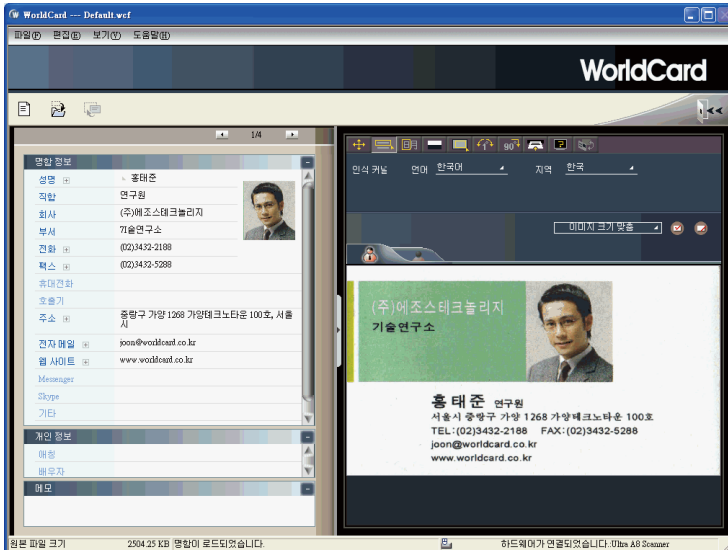 WorldCard --- Default.wcf
파일(F) 편집(E) 보기(V) 도움말(H)
WorldCard
1/4
명함 정보
성명 홍태준
직함 연구원
회사 (주)에조스테크놀리지
부서 기술연구소
전화 (02)3432-2188
팩스 (02)3432-5288
휴대전화
호출기
주소 중랑구 가양 1268 가양테크노타운 100호, 서울
시
전자 메일 joon@worldcard.co.kr
웹 사이트 www.worldcard.co.kr
Messenger
Skype
기타
개인 정보
애칭
배우자
메모
90°
인식 커널 언어 한국어 지역 한국
이미지 크기 맞춤
(주)에조스테크놀리지
기술연구소
홍태준 연구원
서울시 중랑구 가양 1268 가양테크노타운 100호
TEL:(02)3432-2188 FAX:(02)3432-5288
joon@worldcard.co.kr
www.worldcard.co.kr
원본 파일 크기 2504.25 KB 명함이 로드되었습니다. 하드웨어가 연결되었습니다.:Ultra A8 Scanner